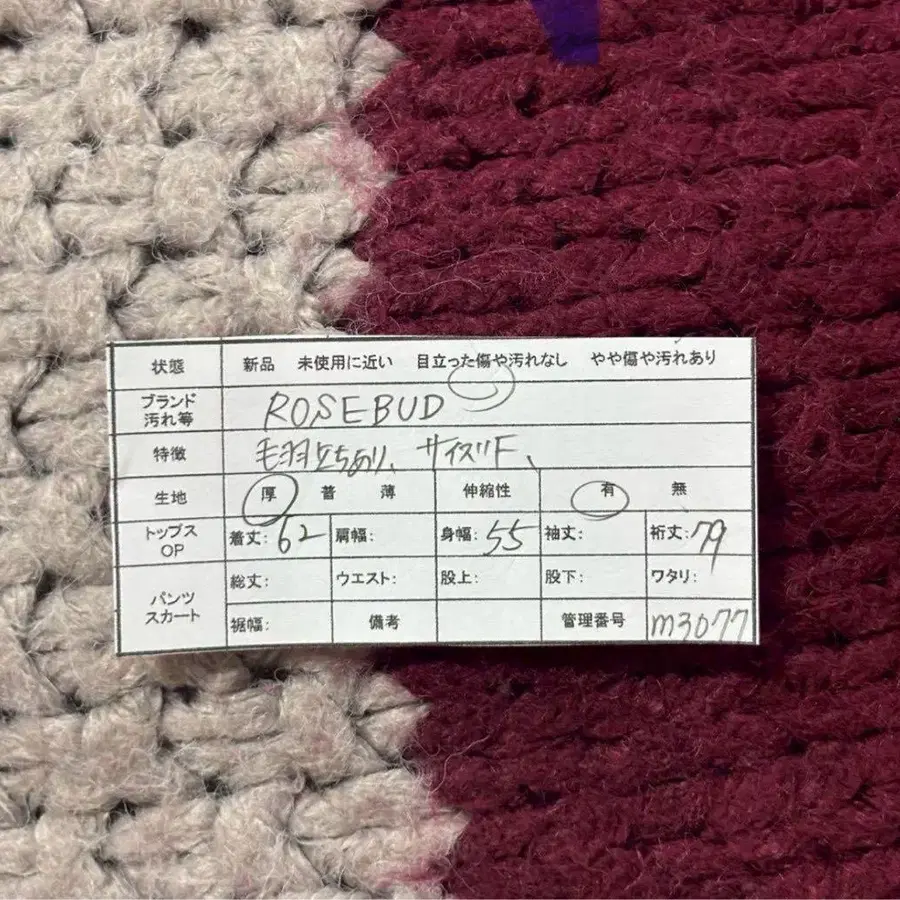 状態 新品 未使用に近い 目立った傷や汚れなし やや傷や汚れあり
ブランド
汚れ等 ROSEBUD
特徴 毛羽立ちあり、サイズF、
生地 厚 普 薄 伸縮性 有 無
トップス
OP 着丈:62 肩幅: 身幅:55 袖丈: 裄丈:79
パンツ
スカート 総丈: ウエスト: 股上: 股下: ワタリ:
裾幅: 備考 管理番号 m3077